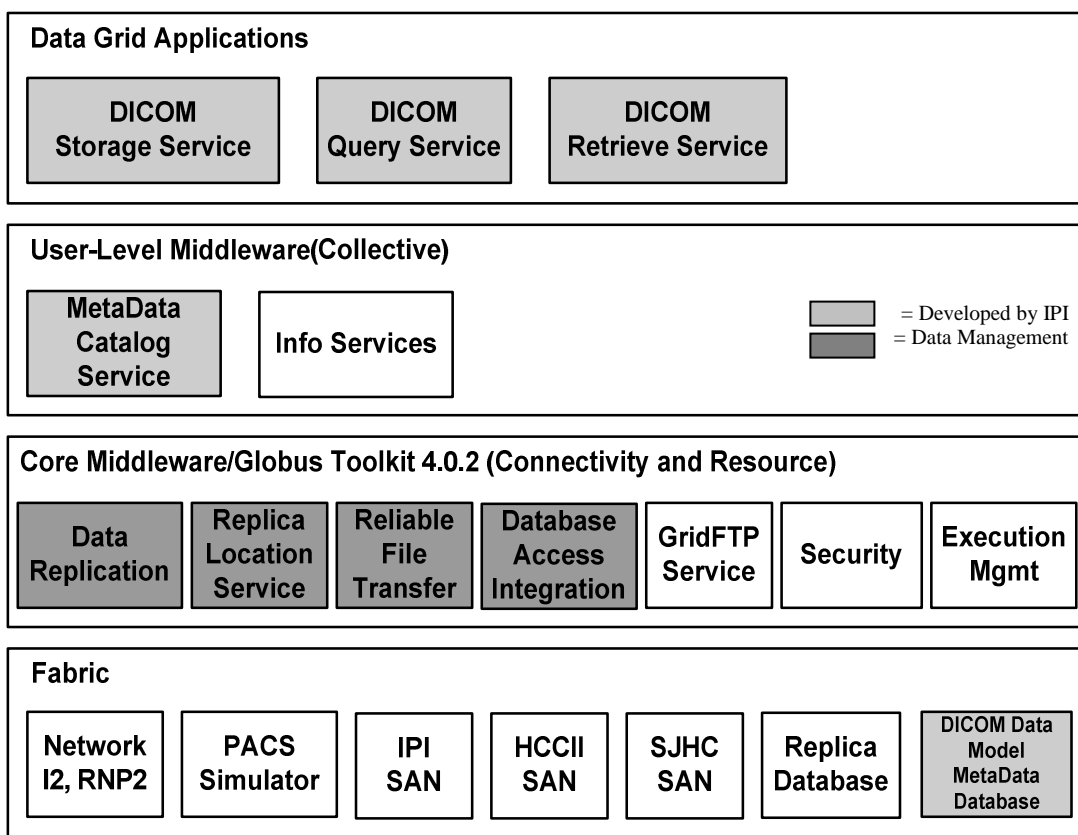 Data Grid Applications
DICOM
Storage Service
DICOM
Query Service
DICOM
Retrieve Service
User-Level Middleware(Collective)
MetaData
Catalog
Service
Info Services
= Developed by IPI
= Data Management
Core Middleware/Globus Toolkit 4.0.2 (Connectivity and Resource)
Data
Replication
Replica
Location
Service
Reliable
File
Transfer
Database
Access
Integration
GridFTP
Service
Security
Execution
Mgmt
Fabric
Network
I2, RNP2
PACS
Simulator
IPI
SAN
HCCII
SAN
SJHC
SAN
Replica
Database
DICOM Data
Model
MetaData
Database